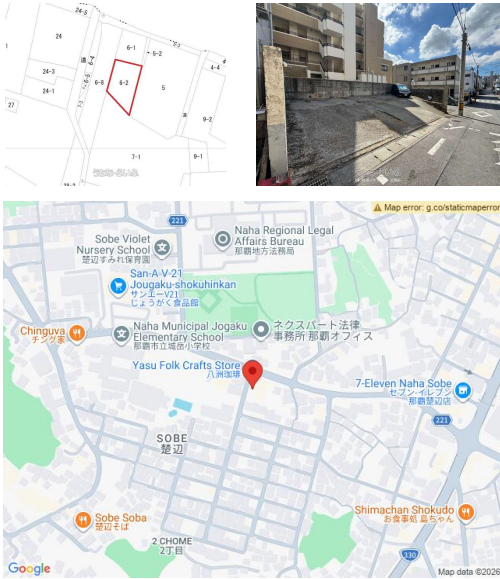 24-5
24
6-1
5-2
7-3
道
6-4
4-4
24-3
6-8
6-2
5
24-1
27
9-2
7-1
9-1
⚠ Map error: g.co/staticmaperror
221
Naha Regional Legal
Affairs Bureau
那覇地方法務局
Sobe Violet
Nursery School
楚辺すみれ保育園
San-A V-21
Jougaku-shokuhinkan
サンエーV21
じょうがく食品館
Chinguva
チング家
Naha Municipal Jogaku
Elementary School
那覇市立城岳小学校
ネクスパート法律
事務所 那覇オフィス
Yasu Folk Crafts Store
八洲珈琲
7-Eleven Naha Sobe
セブン-イレブン
那覇楚辺店
221
SOBE
楚辺
Sobe Soba
楚辺そば
Shimachan Shokudo
お食事処 島ちゃん
2 CHOME
2丁目
330
Google
Map data ©2026